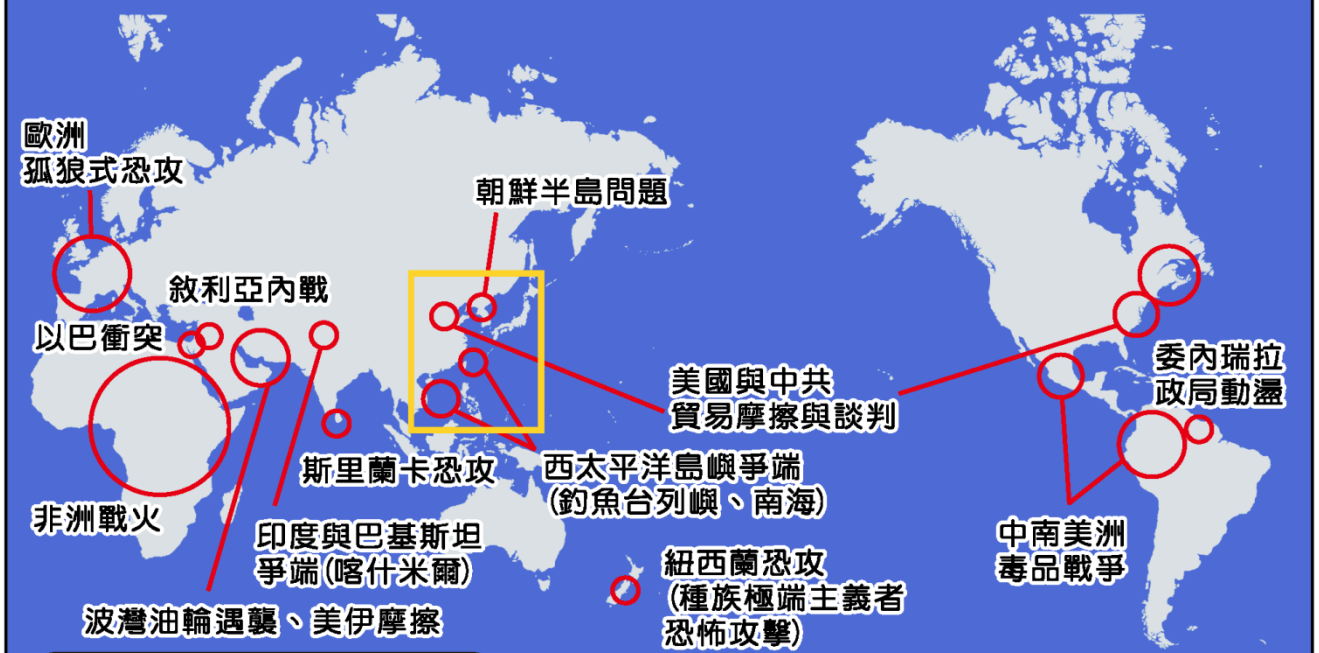 歐洲
孤狼式恐攻
朝鮮半島問題
敘利亞內戰
以巴衝突
美國與中共
貿易摩擦與談判
委內瑞拉
政局動盪
斯里蘭卡恐攻
西太平洋島嶼爭端
(釣魚台列嶼、南海)
非洲戰火
印度與巴基斯坦
爭端(喀什米爾)
紐西蘭恐攻
(種族極端主義者
恐怖攻擊)
中南美洲
毒品戰爭
波灣油輪遇襲、美伊摩擦